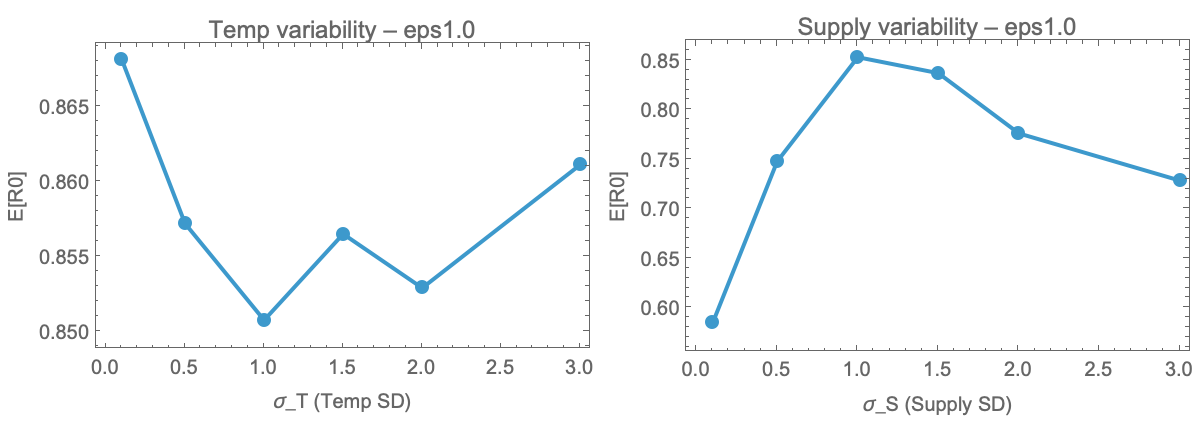 Temp variability – eps1.0
E[R0]
0.865
0.860
0.855
0.850
0.0 0.5 1.0 1.5 2.0 2.5 3.0
σ_T (Temp SD)
Supply variability – eps1.0
E[R0]
0.85
0.80
0.75
0.70
0.65
0.60
0.0 0.5 1.0 1.5 2.0 2.5 3.0
σ_S (Supply SD)